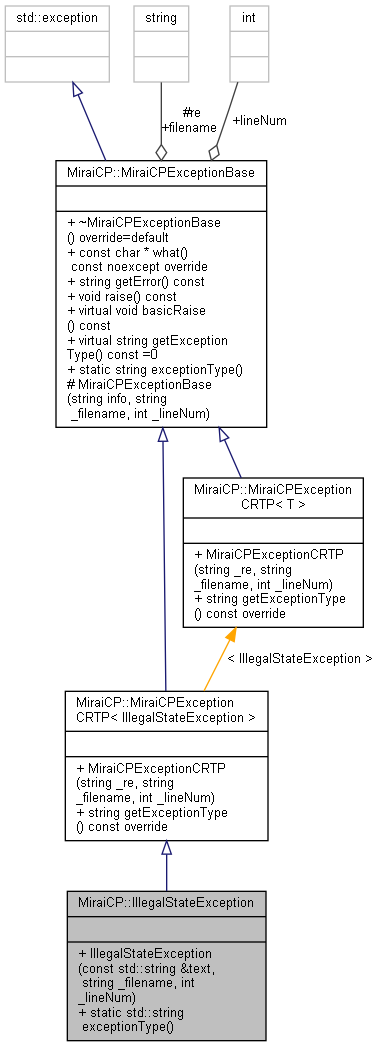 std::exception
string
int
#re
+filename
+lineNum
MiraiCP::MiraiCPExceptionBase
+ ~MiraiCPExceptionBase
() override=default
+ const char * what()
const noexcept override
+ string getError() const
+ void raise() const
+ virtual void basicRaise
() const
+ virtual string getException
Type() const =0
+ static string exceptionType()
# MiraiCPExceptionBase
(string info, string
_filename, int _lineNum)
MiraiCP::MiraiCPException
CRTP< T >
+ MiraiCPExceptionCRTP
(string _re, string
_filename, int _lineNum)
+ string getExceptionType
() const override
< IllegalStateException >
MiraiCP::MiraiCPException
CRTP< IllegalStateException >
+ MiraiCPExceptionCRTP
(string _re, string
_filename, int _lineNum)
+ string getExceptionType
() const override
MiraiCP::IllegalStateException
+ IllegalStateException
(const std::string &text,
string _filename, int
_lineNum)
+ static std::string
exceptionType()